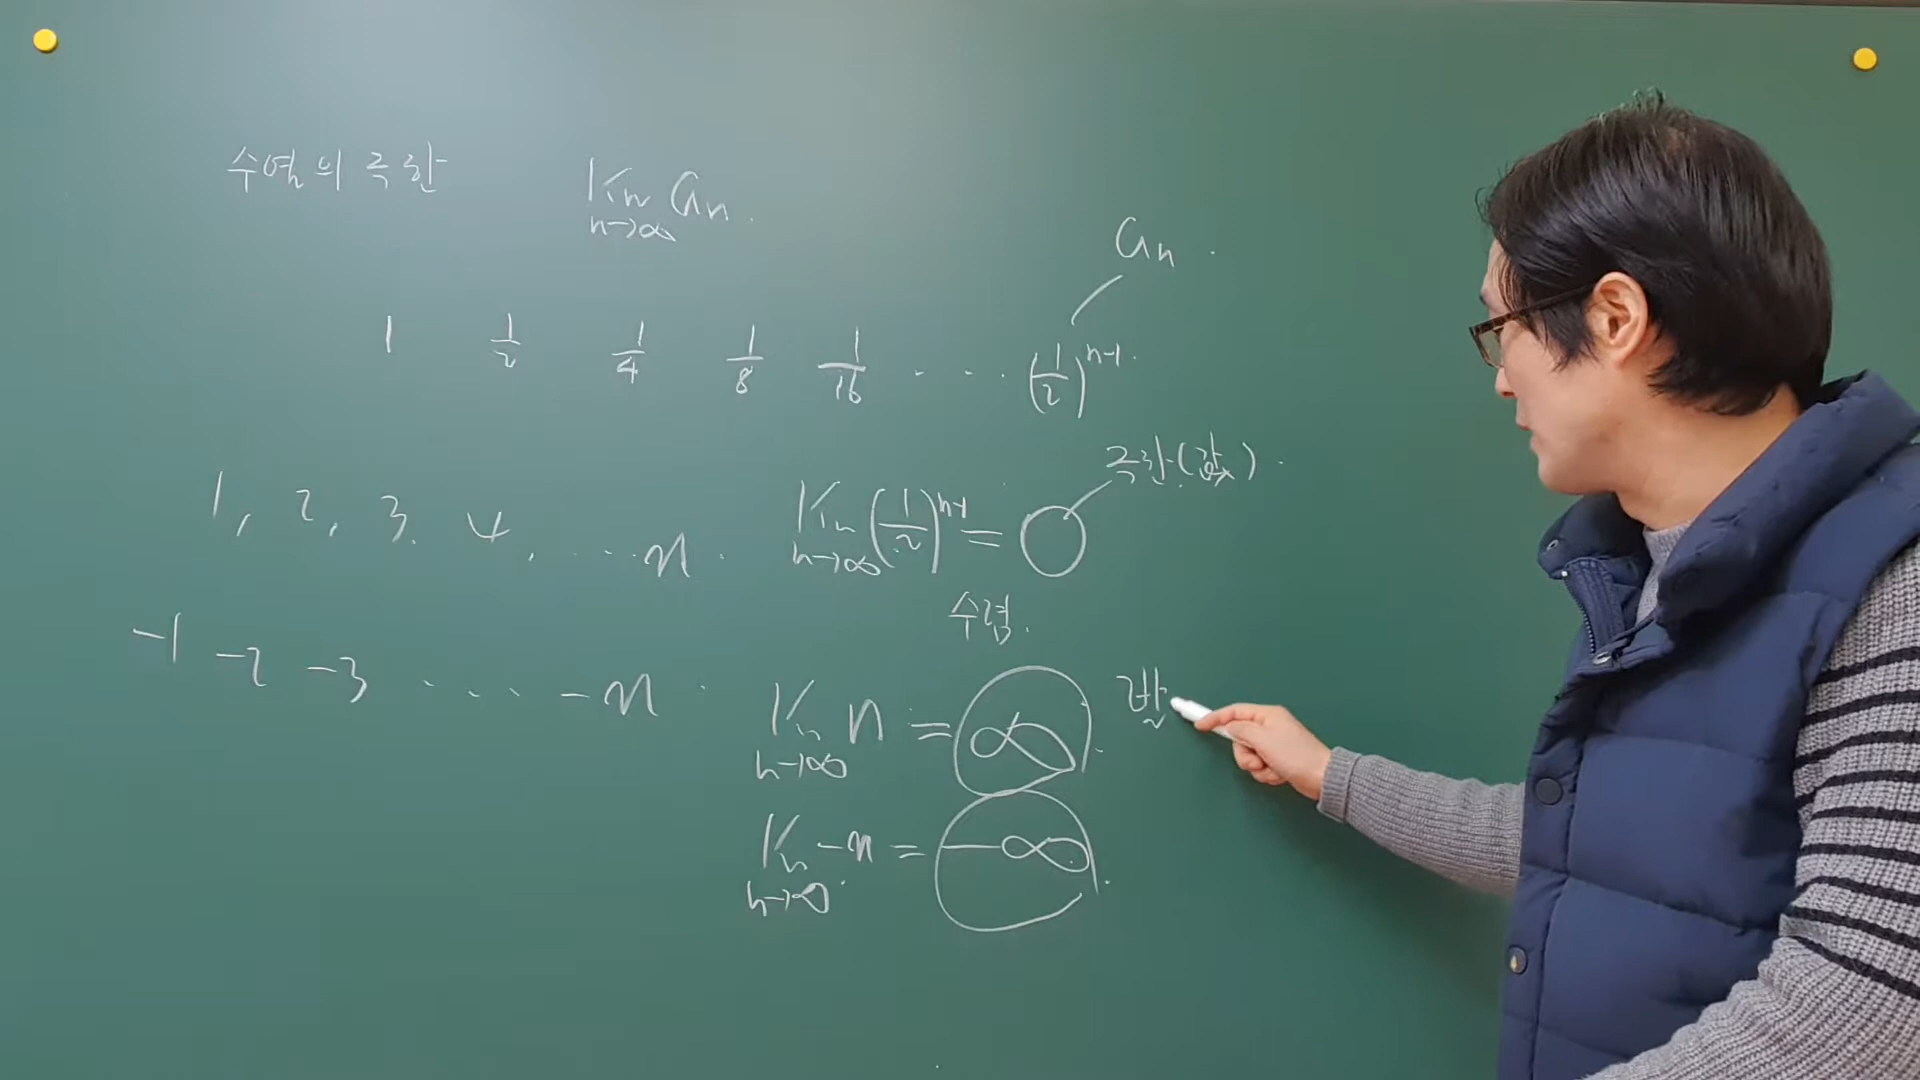 수열의 극한 lim n→∞ aₙ.
aₙ.
1 1/2 1/4 1/8 1/16 ... (1/2)ⁿ⁻¹.
극한(값).
1, 2, 3. 4, ... n.
lim n→∞ (1/2)ⁿ⁻¹ = 0
수렴.
-1 -2 -3 .... -n.
lim n→∞ n = ∞. 발
lim n→∞ -n = -∞.